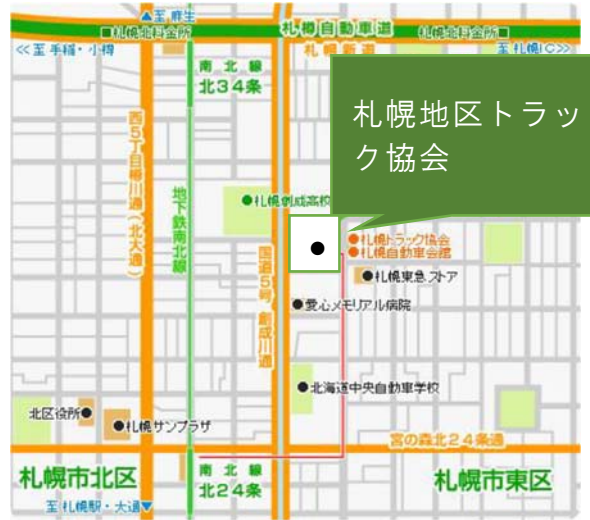 ▲至 麻生
■札幌北料金所
札樽自動車道
札幌北料金所■
<<至 手稲・小樽
札幌新道
至 札幌IC>>
南北線
北34条
札幌地区トラッ
ク協会
西5丁目樽川通(北大通)
地下鉄南北線
●札幌創成高校
国道5号 創成川通
●札幌トラック協会
●札幌自動車会館
●札幌東急ストア
●愛心メモリアル病院
●北海道中央自動車学校
北区役所●
●札幌サンプラザ
宮の森北24条通
札幌市北区
南北線
北24条
札幌市東区
至 札幌駅・大通▼